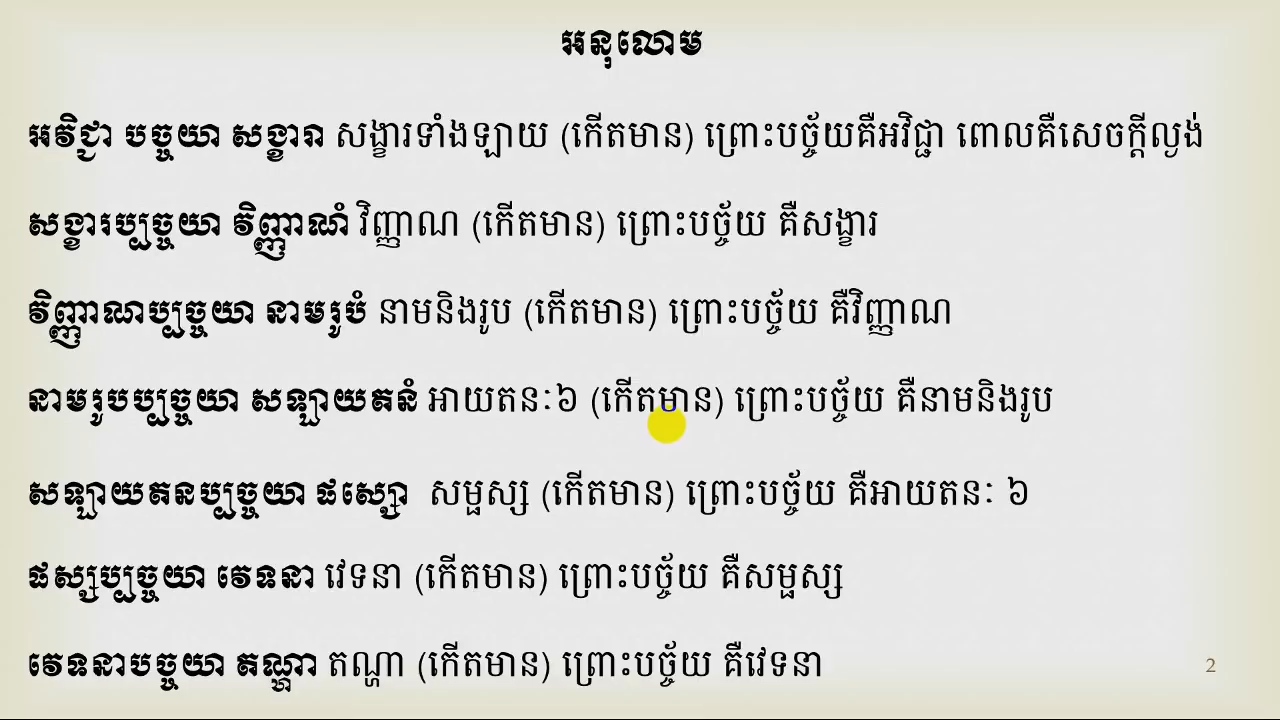 អនុលោម
អវិជ្ជា បច្ចយា សង្ខារា សង្ខារទាំងឡាយ (កើតមាន) ព្រោះបច្ច័យគឺអវិជ្ជា ពោលគឺសេចក្តីល្ងង់
សង្ខារប្បច្ចយា វិញ្ញាណំ វិញ្ញាណ (កើតមាន) ព្រោះបច្ច័យ គឺសង្ខារ
វិញ្ញាណប្បច្ចយា នាមរូបំ នាមនិងរូប (កើតមាន) ព្រោះបច្ច័យ គឺវិញ្ញាណ
នាមរូបប្បច្ចយា សឡាយតនំ អាយតនៈ៦ (កើតមាន) ព្រោះបច្ច័យ គឺនាមនិងរូប
សឡាយតនប្បច្ចយា ផស្សោ សម្ផស្ស (កើតមាន) ព្រោះបច្ច័យ គឺអាយតនៈ ៦
ផស្សប្បច្ចយា វេទនា វេទនា (កើតមាន) ព្រោះបច្ច័យ គឺសម្ផស្ស
វេទនាបច្ចយា តណ្ហា តណ្ហា (កើតមាន) ព្រោះបច្ច័យ គឺវេទនា
2